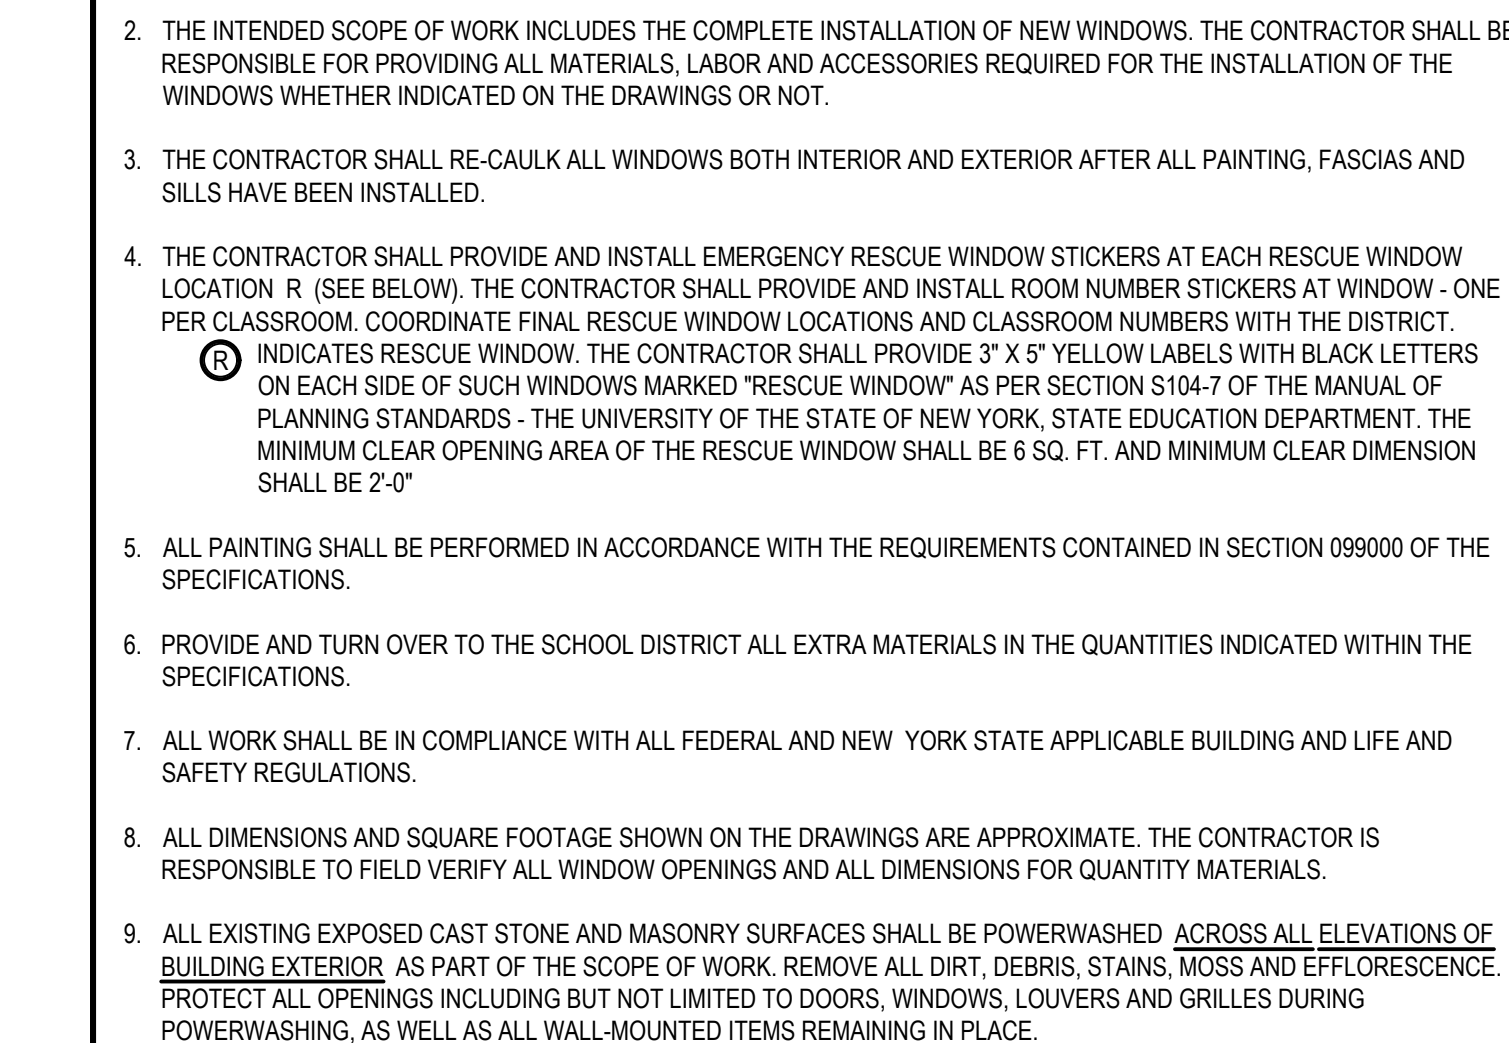 2. THE INTENDED SCOPE OF WORK INCLUDES THE COMPLETE INSTALLATION OF NEW WINDOWS. THE CONTRACTOR SHALL BE
RESPONSIBLE FOR PROVIDING ALL MATERIALS, LABOR AND ACCESSORIES REQUIRED FOR THE INSTALLATION OF THE
WINDOWS WHETHER INDICATED ON THE DRAWINGS OR NOT.
3. THE CONTRACTOR SHALL RE-CAULK ALL WINDOWS BOTH INTERIOR AND EXTERIOR AFTER ALL PAINTING, FASCIAS AND
SILLS HAVE BEEN INSTALLED.
4. THE CONTRACTOR SHALL PROVIDE AND INSTALL EMERGENCY RESCUE WINDOW STICKERS AT EACH RESCUE WINDOW
LOCATION R (SEE BELOW). THE CONTRACTOR SHALL PROVIDE AND INSTALL ROOM NUMBER STICKERS AT WINDOW - ONE
PER CLASSROOM. COORDINATE FINAL RESCUE WINDOW LOCATIONS AND CLASSROOM NUMBERS WITH THE DISTRICT.
R INDICATES RESCUE WINDOW. THE CONTRACTOR SHALL PROVIDE 3" X 5" YELLOW LABELS WITH BLACK LETTERS
ON EACH SIDE OF SUCH WINDOWS MARKED "RESCUE WINDOW" AS PER SECTION S104-7 OF THE MANUAL OF
PLANNING STANDARDS - THE UNIVERSITY OF THE STATE OF NEW YORK, STATE EDUCATION DEPARTMENT. THE
MINIMUM CLEAR OPENING AREA OF THE RESCUE WINDOW SHALL BE 6 SQ. FT. AND MINIMUM CLEAR DIMENSION
SHALL BE 2'-0"
5. ALL PAINTING SHALL BE PERFORMED IN ACCORDANCE WITH THE REQUIREMENTS CONTAINED IN SECTION 099000 OF THE
SPECIFICATIONS.
6. PROVIDE AND TURN OVER TO THE SCHOOL DISTRICT ALL EXTRA MATERIALS IN THE QUANTITIES INDICATED WITHIN THE
SPECIFICATIONS.
7. ALL WORK SHALL BE IN COMPLIANCE WITH ALL FEDERAL AND NEW YORK STATE APPLICABLE BUILDING AND LIFE AND
SAFETY REGULATIONS.
8. ALL DIMENSIONS AND SQUARE FOOTAGE SHOWN ON THE DRAWINGS ARE APPROXIMATE. THE CONTRACTOR IS
RESPONSIBLE TO FIELD VERIFY ALL WINDOW OPENINGS AND ALL DIMENSIONS FOR QUANTITY MATERIALS.
9. ALL EXISTING EXPOSED CAST STONE AND MASONRY SURFACES SHALL BE POWERWASHED ACROSS ALL ELEVATIONS OF
BUILDING EXTERIOR AS PART OF THE SCOPE OF WORK. REMOVE ALL DIRT, DEBRIS, STAINS, MOSS AND EFFLORESCENCE.
PROTECT ALL OPENINGS INCLUDING BUT NOT LIMITED TO DOORS, WINDOWS, LOUVERS AND GRILLES DURING
POWERWASHING, AS WELL AS ALL WALL-MOUNTED ITEMS REMAINING IN PLACE.